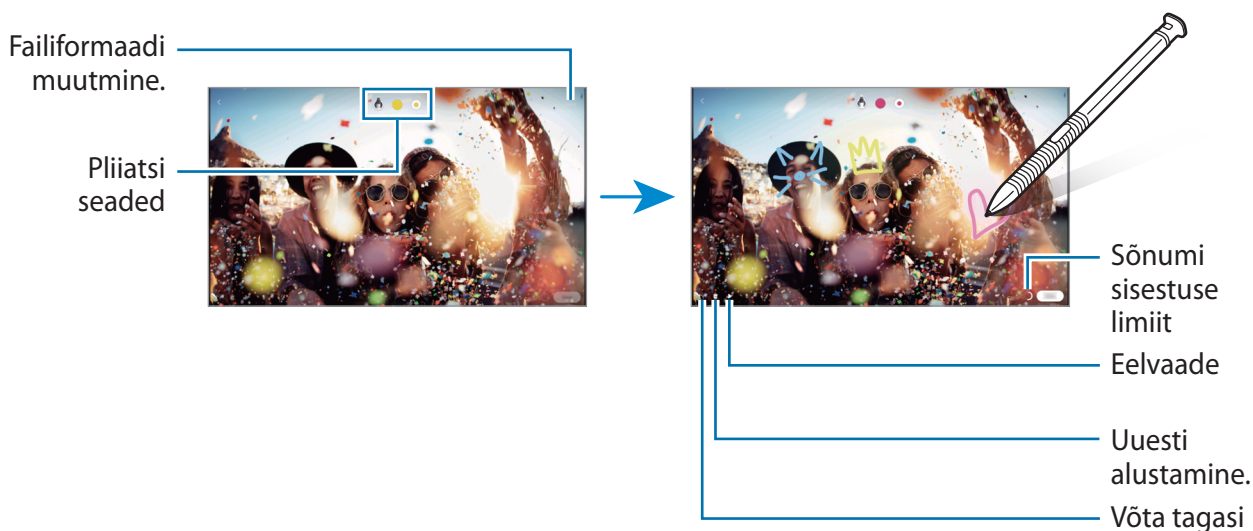 Failiformaadi
muutmine.
Pliiatsi
seaded
Sõnumi
sisestuse
limiit
Eelvaade
Uuesti
alustamine.
Võta tagasi